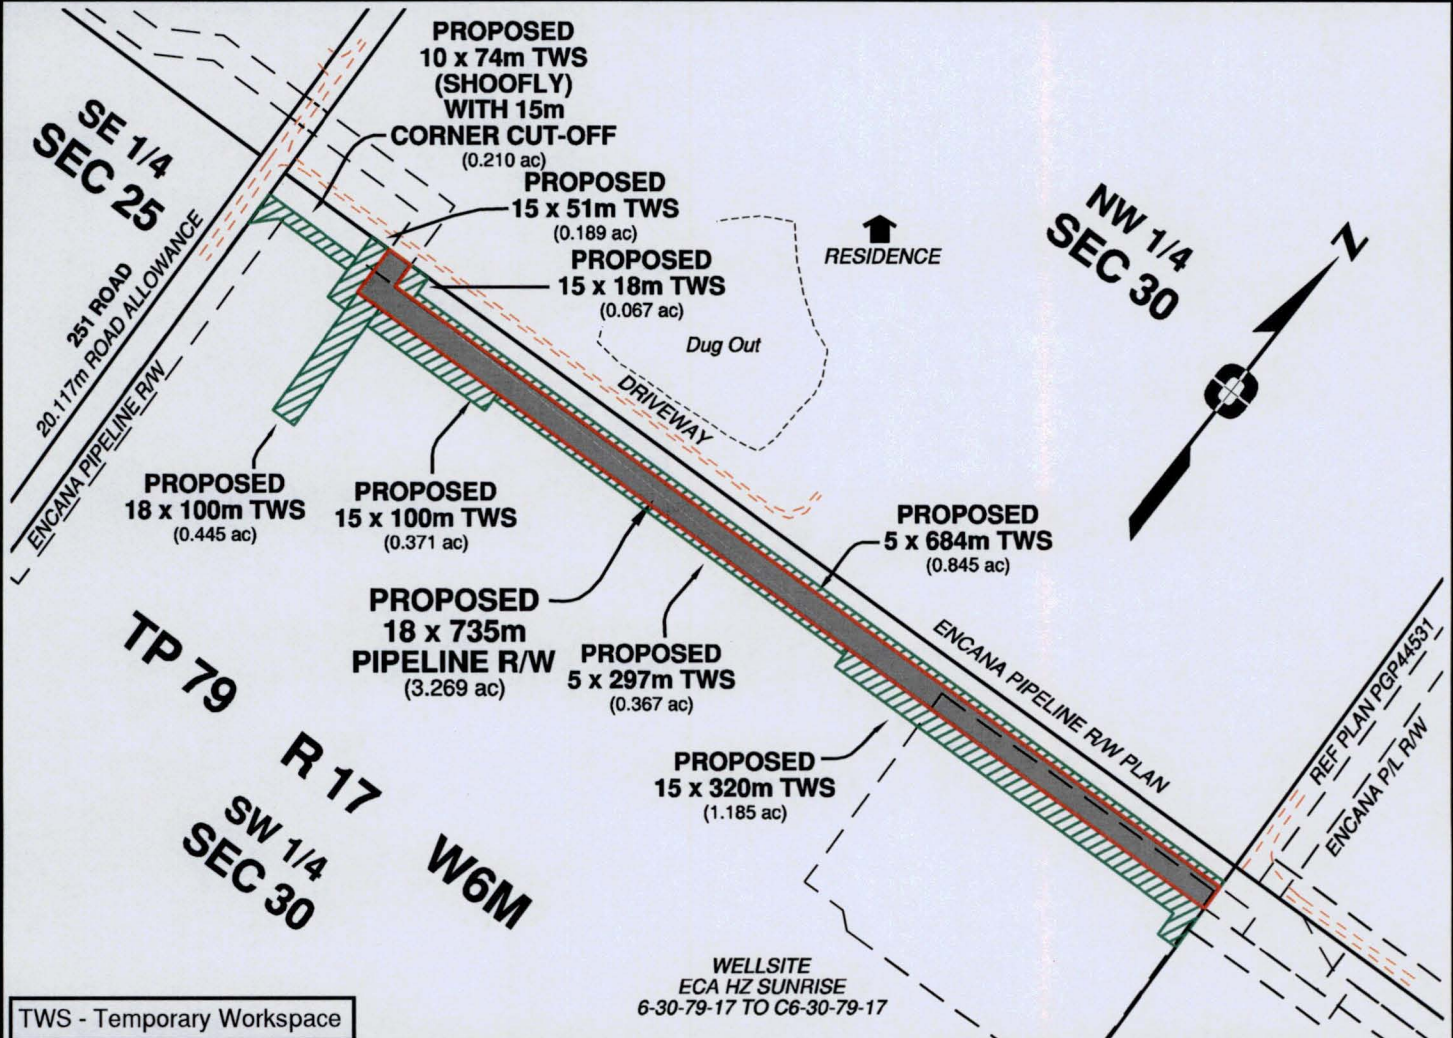 PROPOSED
10 x 74m TWS
(SHOOFLY)
WITH 15m
CORNER CUT-OFF
(0.210 ac)
PROPOSED
15 x 51m TWS
(0.189 ac)
PROPOSED
15 x 18m TWS
(0.067 ac)
SE 1/4
SEC 25
251 ROAD
20.117m ROAD ALLOWANCE
ENCANA PIPELINE R/W
RESIDENCE
NW 1/4
SEC 30
N
Dug Out
DRIVEWAY
PROPOSED
18 x 100m TWS
(0.445 ac)
PROPOSED
15 x 100m TWS
(0.371 ac)
PROPOSED
5 x 684m TWS
(0.845 ac)
PROPOSED
18 x 735m
PIPELINE R/W
(3.269 ac)
PROPOSED
5 x 297m TWS
(0.367 ac)
ENCANA PIPELINE R/W PLAN
REF PLAN PGP44531
ENCANA P/L R/W
PROPOSED
15 x 320m TWS
(1.185 ac)
TP 79
R 17
W6M
SW 1/4
SEC 30
WELLSITE
ECA HZ SUNRISE
6-30-79-17 TO C6-30-79-17
TWS - Temporary Workspace